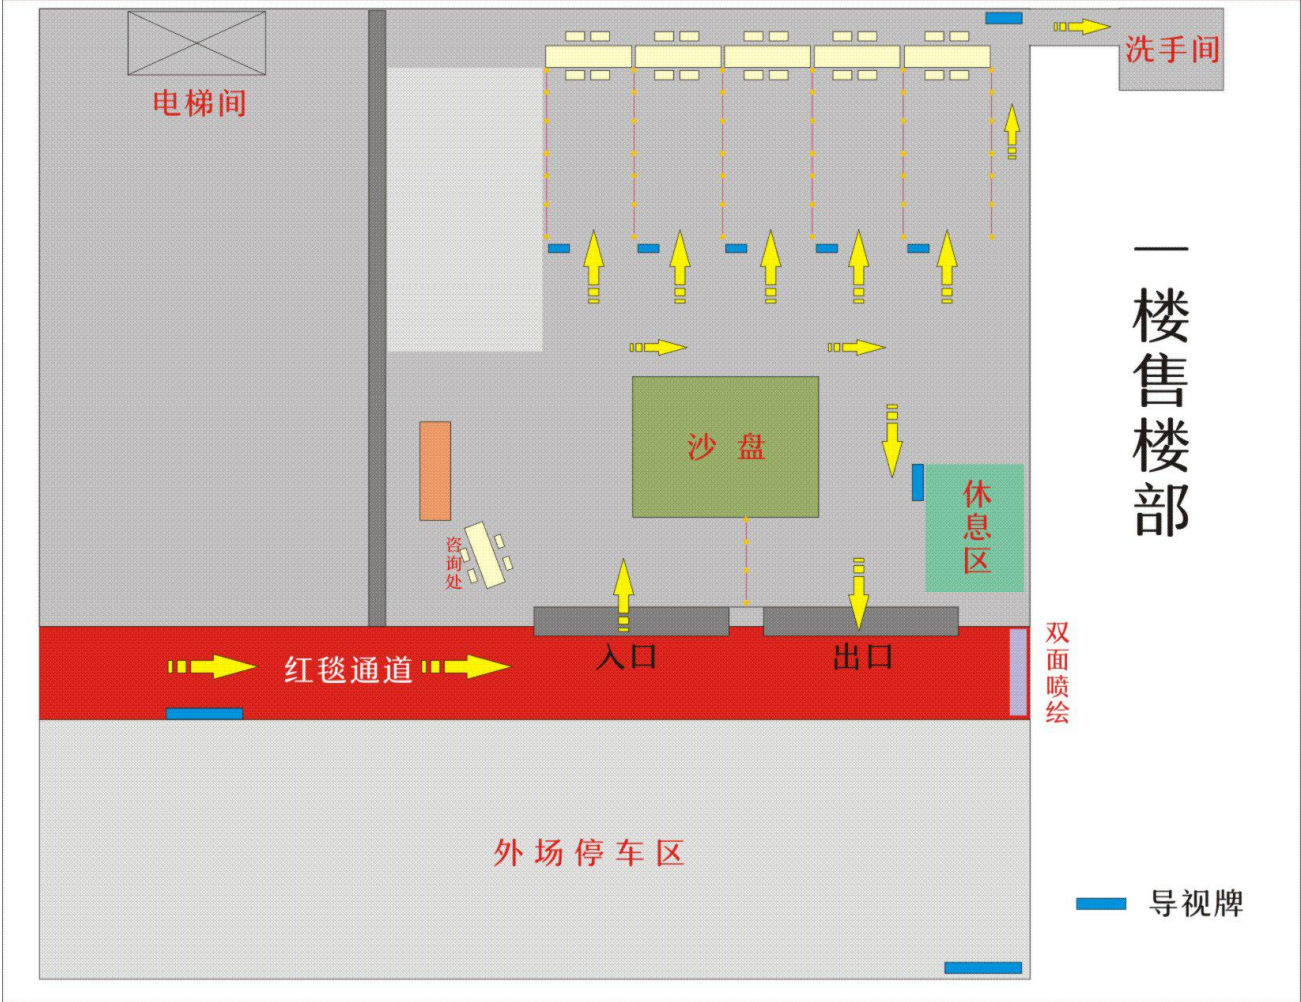 洗手间
电梯间
一楼售楼部
沙 盘
休息区
咨询处
入口
出口
红毯通道
双面喷绘
外场停车区
导视牌